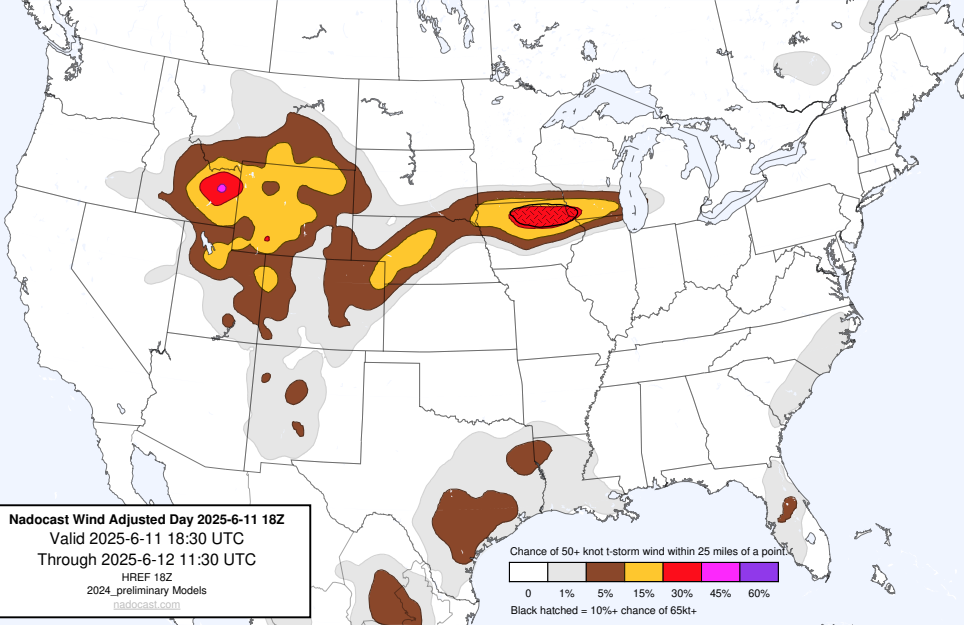 Nadocast Wind Adjusted Day 2025-6-11 18Z
Valid 2025-6-11 18:30 UTC
Through 2025-6-12 11:30 UTC
HREF 18Z
2024_preliminary Models
nadocast.com
Chance of 50+ knot t-storm wind within 25 miles of a point.
0 1% 5% 15% 30% 45% 60%
Black hatched = 10%+ chance of 65kt+